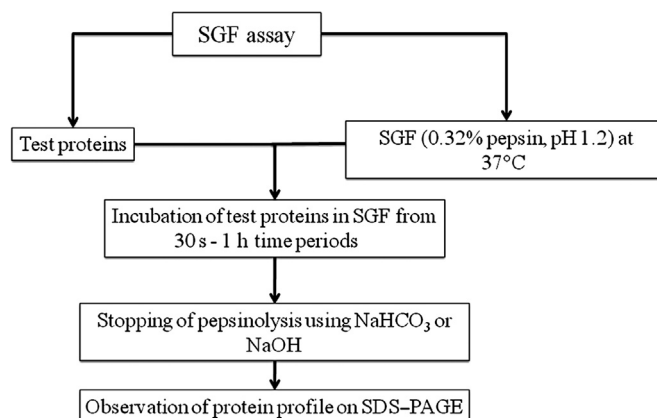 SGF assay
Test proteins
SGF (0.32% pepsin, pH 1.2) at
37°C
Incubation of test proteins in SGF from
30 s - 1 h time periods
Stopping of pepsinolysis using NaHCO₃ or
NaOH
Observation of protein profile on SDS–PAGE